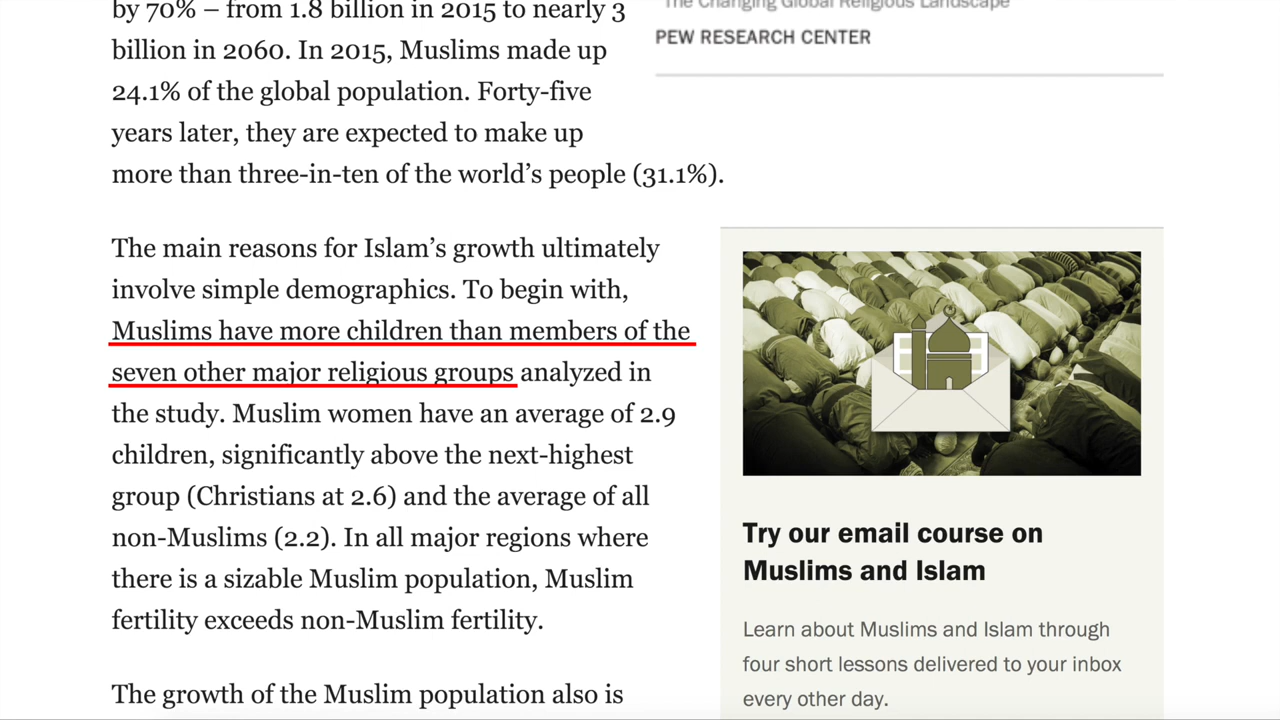 by 70% – from 1.8 billion in 2015 to nearly 3
billion in 2060. In 2015, Muslims made up
24.1% of the global population. Forty-five
years later, they are expected to make up
more than three-in-ten of the world’s people (31.1%).
The main reasons for Islam’s growth ultimately
involve simple demographics. To begin with,
Muslims have more children than members of the
seven other major religious groups analyzed in
the study. Muslim women have an average of 2.9
children, significantly above the next-highest
group (Christians at 2.6) and the average of all
non-Muslims (2.2). In all major regions where
there is a sizable Muslim population, Muslim
fertility exceeds non-Muslim fertility.
The growth of the Muslim population also is
"The Changing Global Religious Landscape"
PEW RESEARCH CENTER
Try our email course on
Muslims and Islam
Learn about Muslims and Islam through
four short lessons delivered to your inbox
every other day.